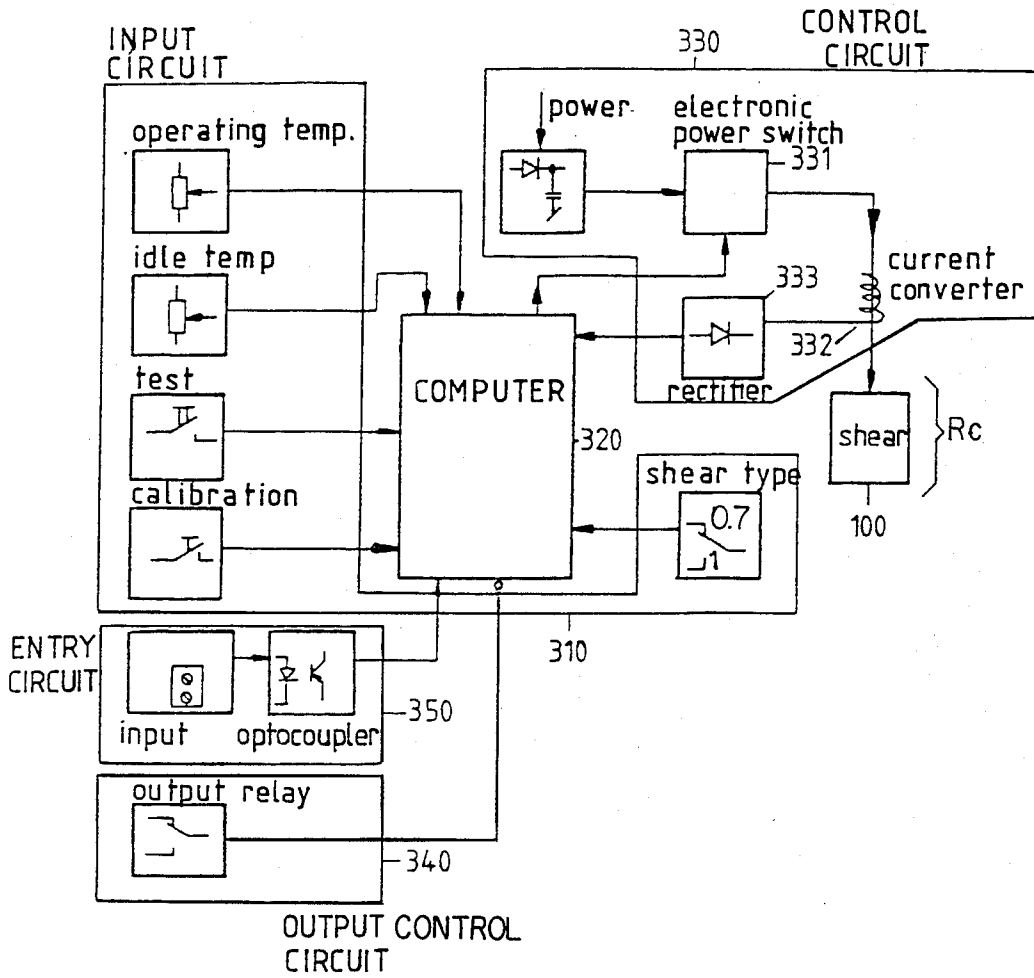 INPUT
CIRCUIT
330
CONTROL
CIRCUIT
operating temp.
power
electronic
power switch
331
idle temp
333
current
converter
332
rectifier
test
COMPUTER
320
shear
Rc
100
calibration
shear type
0.7
1
310
ENTRY
CIRCUIT
350
input
optocoupler
output relay
340
OUTPUT CONTROL
CIRCUIT